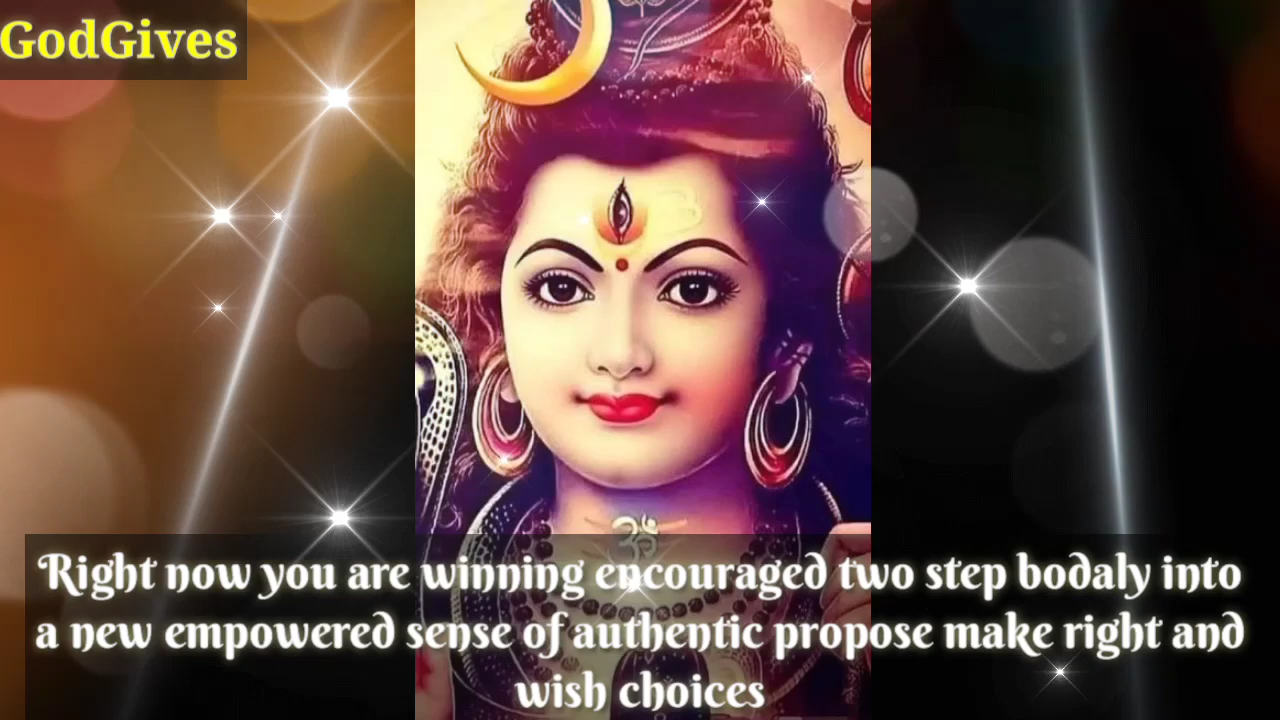 GodGives
ॐ
Right now you are winning encouraged two step bodaly into
a new empowered sense of authentic propose make right and
wish choices